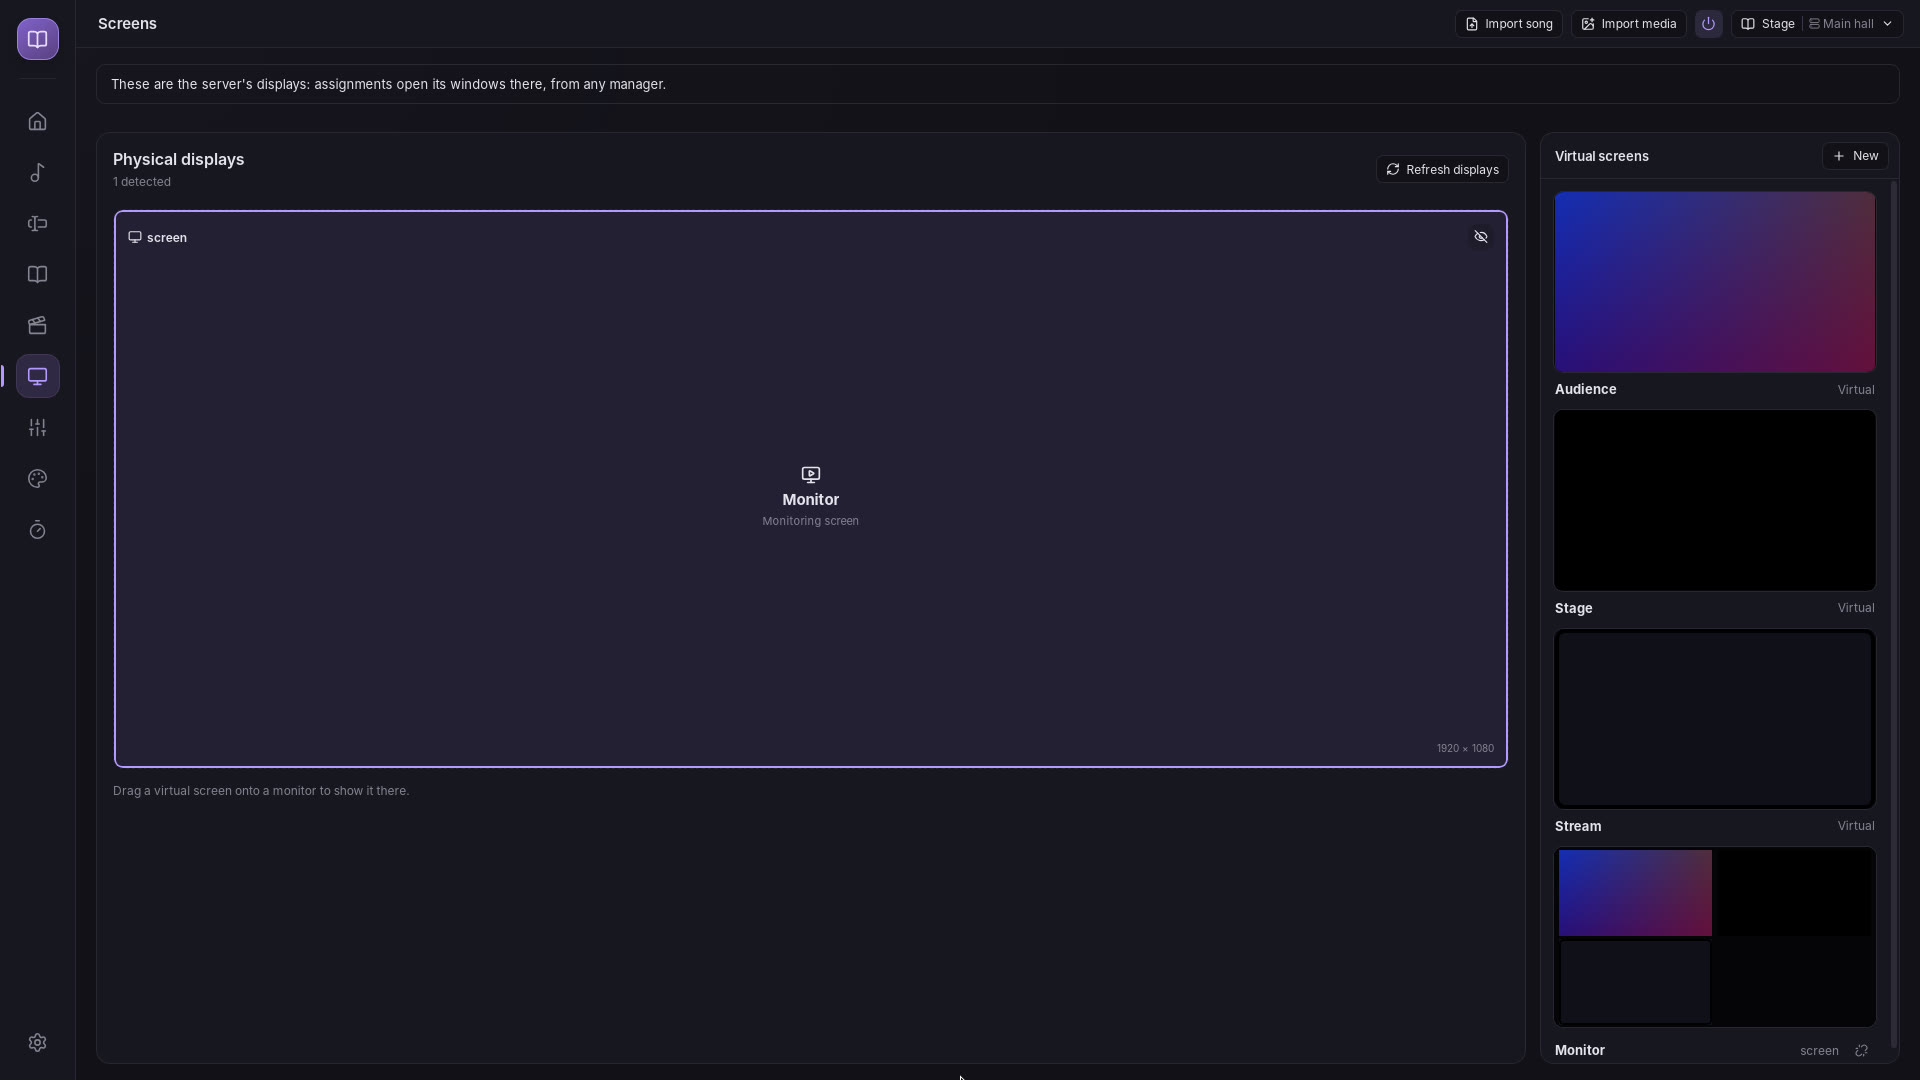 Screens
Import song
Import media
Stage
Main hall
These are the server's displays: assignments open its windows there, from any manager.
Physical displays
1 detected
Refresh displays
screen
Monitor
Monitoring screen
1920 × 1080
Drag a virtual screen onto a monitor to show it there.
Virtual screens
New
Audience
Virtual
Stage
Virtual
Stream
Virtual
Monitor
screen